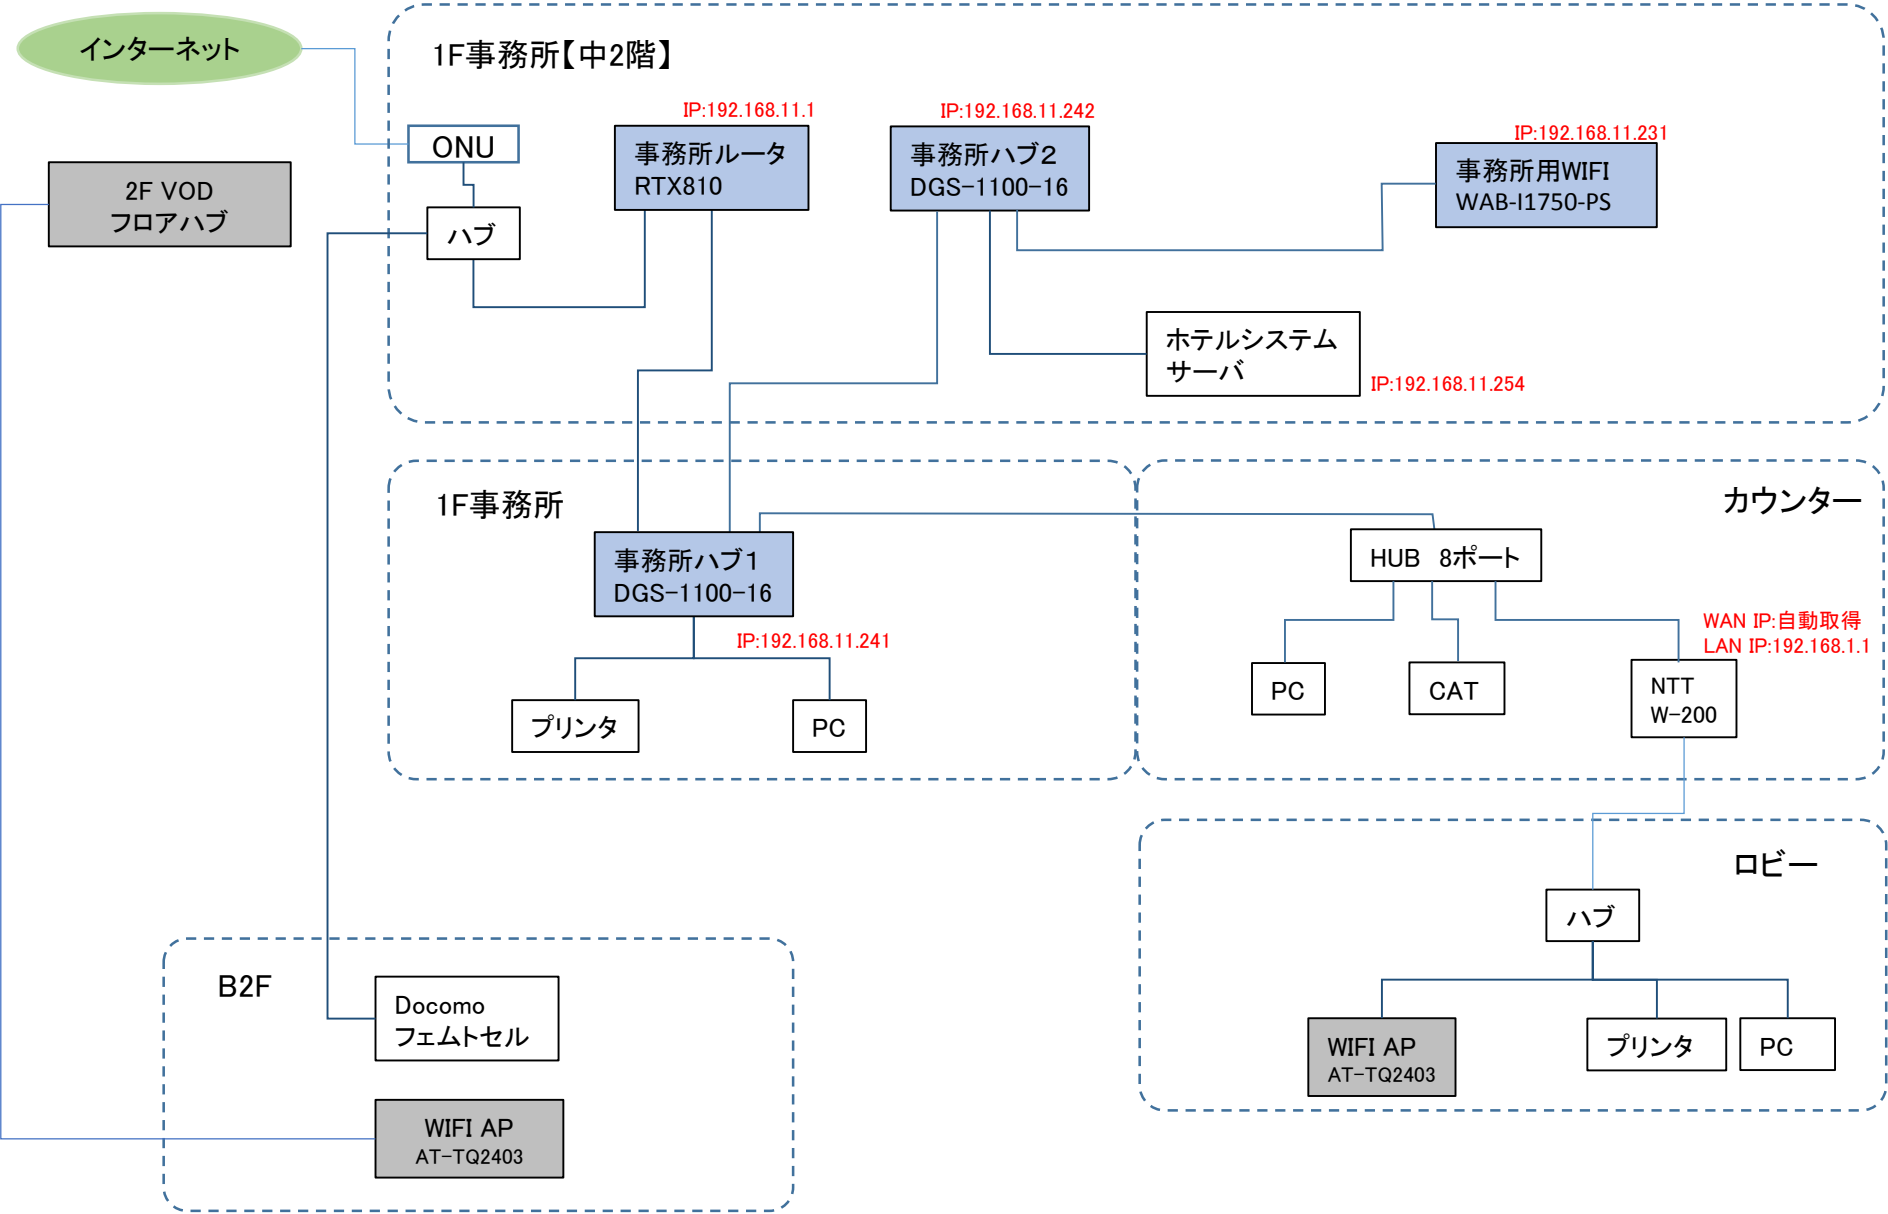 インターネット
1F事務所【中2階】
IP:192.168.11.1
IP:192.168.11.242
IP:192.168.11.231
ONU
事務所ルータ
RTX810
事務所ハブ2
DGS-1100-16
事務所用WIFI
WAB-I1750-PS
2F VOD
フロアハブ
ハブ
ホテルシステム
サーバ
IP:192.168.11.254
1F事務所
カウンター
事務所ハブ1
DGS-1100-16
IP:192.168.11.241
プリンタ
PC
HUB 8ポート
WAN IP:自動取得
LAN IP:192.168.1.1
PC
CAT
NTT
W-200
ロビー
ハブ
WIFI AP
AT-TQ2403
プリンタ
PC
B2F
Docomo
フェムトセル
WIFI AP
AT-TQ2403